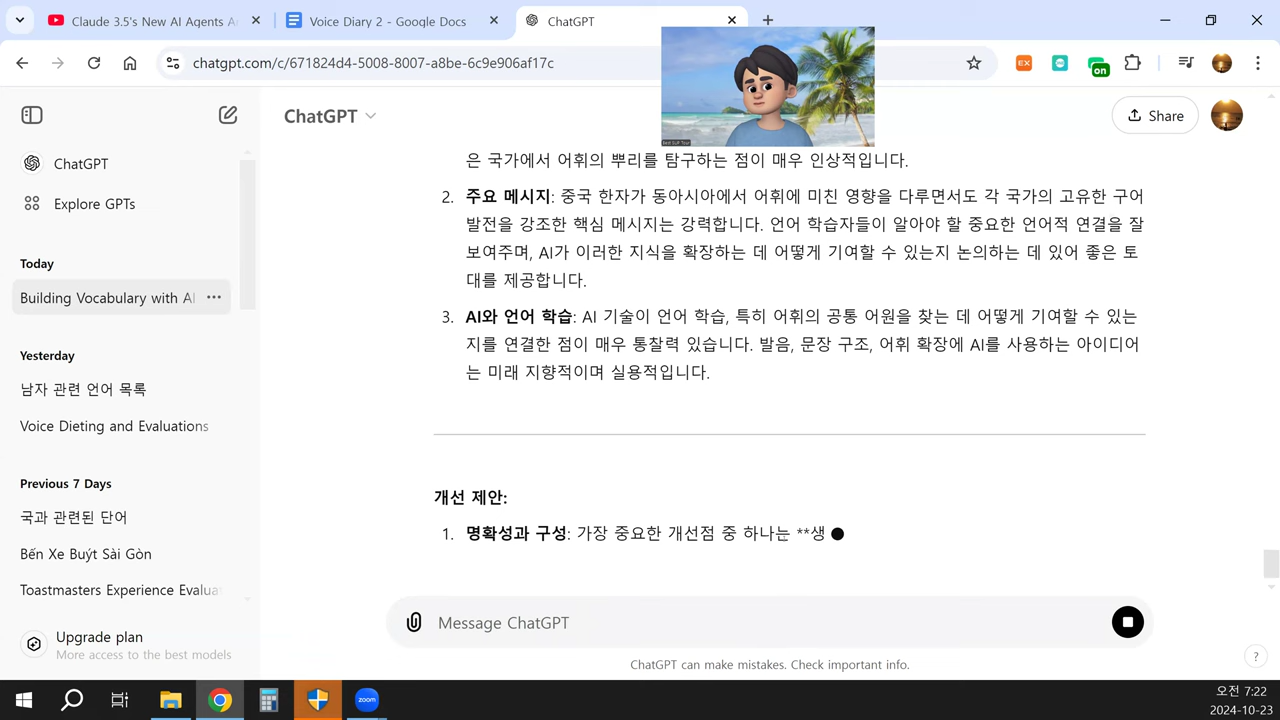 Claude 3.5's New AI Agents A
Voice Diary 2 - Google Docs
ChatGPT
chatgpt.com/c/671824d4-5008-8007-a8be-6c9e906af17c
EX
on
ChatGPT
Share
ChatGPT
Explore GPTs
Today
Building Vocabulary with AI
Yesterday
남자 관련 언어 목록
Voice Dieting and Evaluations
Previous 7 Days
국과 관련된 단어
Bến Xe Buýt Sài Gòn
Toastmasters Experience Evalua
Upgrade plan
More access to the best models
은 국가에서 어휘의 뿌리를 탐구하는 점이 매우 인상적입니다.
2. 주요 메시지: 중국 한자가 동아시아에서 어휘에 미친 영향을 다루면서도 각 국가의 고유한 구어
발전을 강조한 핵심 메시지는 강력합니다. 언어 학습자들이 알아야 할 중요한 언어적 연결을 잘
보여주며, AI가 이러한 지식을 확장하는 데 어떻게 기여할 수 있는지 논의하는 데 있어 좋은 토
대를 제공합니다.
3. AI와 언어 학습: AI 기술이 언어 학습, 특히 어휘의 공통 어원을 찾는 데 어떻게 기여할 수 있는
지를 연결한 점이 매우 통찰력 있습니다. 발음, 문장 구조, 어휘 확장에 AI를 사용하는 아이디어
는 미래 지향적이며 실용적입니다.
개선 제안:
1. 명확성과 구성: 가장 중요한 개선점 중 하나는 **생
Message ChatGPT
ChatGPT can make mistakes. Check important info.
?
zoom
오전 7:22
2024-10-23